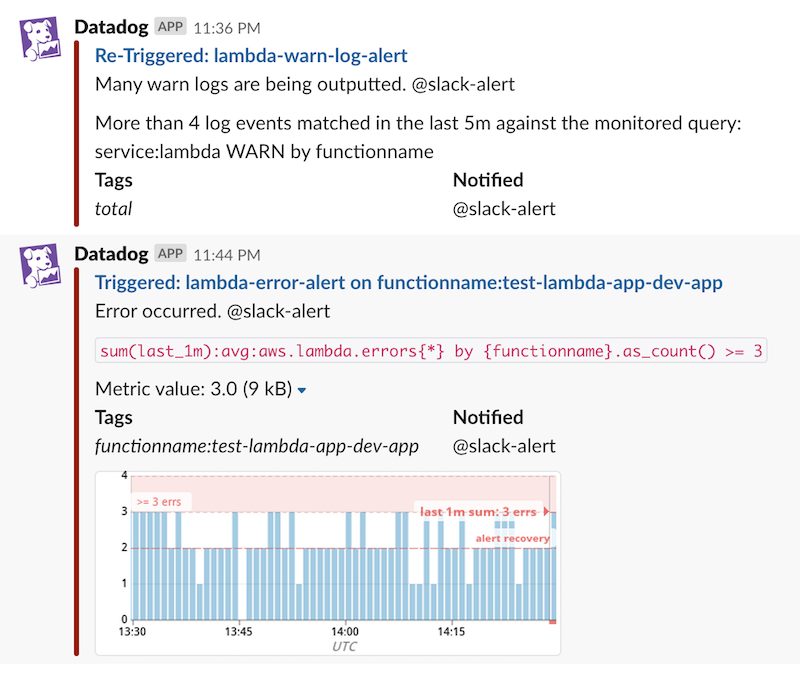 Datadog APP 11:36 PM
Re-Triggered: lambda-warn-log-alert
Many warn logs are being outputted. @slack-alert
More than 4 log events matched in the last 5m against the monitored query:
service:lambda WARN by functionname
Tags Notified
total @slack-alert
Datadog APP 11:44 PM
Triggered: lambda-error-alert on functionname:test-lambda-app-dev-app
Error occurred. @slack-alert
sum(last_1m):avg:aws.lambda.errors{*} by {functionname}.as_count() >= 3
Metric value: 3.0 (9 kB)
Tags Notified
functionname:test-lambda-app-dev-app @slack-alert
4
>= 3 errs
3 last 1m sum: 3 errs
alert recovery
2
1
0
13:30 13:45 14:00 14:15
UTC